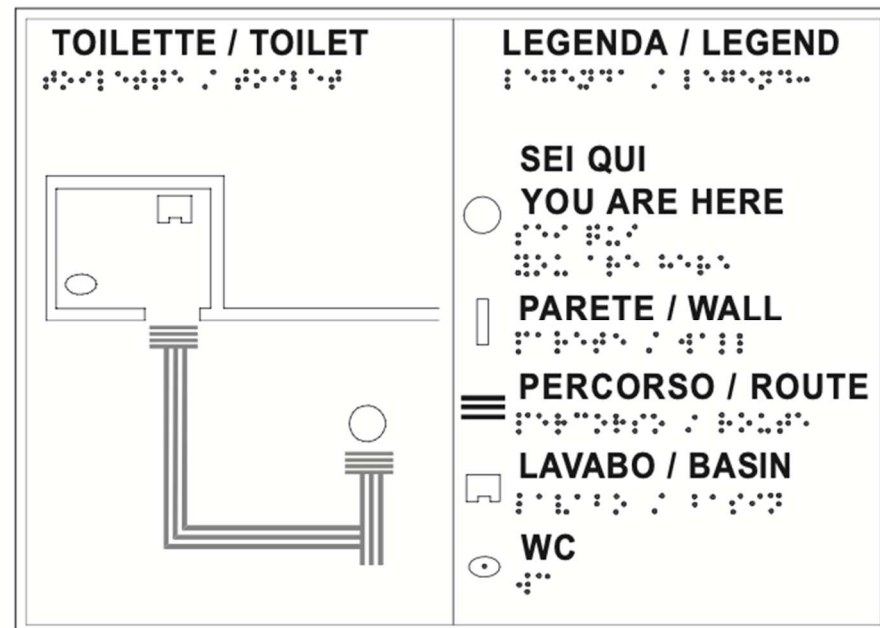 TOILETTE / TOILET
⠞⠕⠊⠇⠑⠞⠞⠑ ⠌ ⠞⠕⠊⠇⠑⠞
LEGENDA / LEGEND
⠇⠑⠛⠑⠝⠙⠁ ⠌ ⠇⠑⠛⠑⠝⠙
SEI QUI
YOU ARE HERE
⠎⠑⠊ ⠟⠥⠊
⠽⠕⠥ ⠁⠗⠑ ⠓⠑⠗⠑
PARETE / WALL
⠏⠁⠗⠑⠞⠑ ⠌ ⠺⠁⠇⠇
PERCORSO / ROUTE
⠏⠑⠗⠉⠕⠗⠎⠕ ⠌ ⠗⠕⠥⠞⠑
LAVABO / BASIN
⠇⠁⠧⠁⠃⠕ ⠌ ⠃⠁⠎⠊⠝
WC
⠺⠉